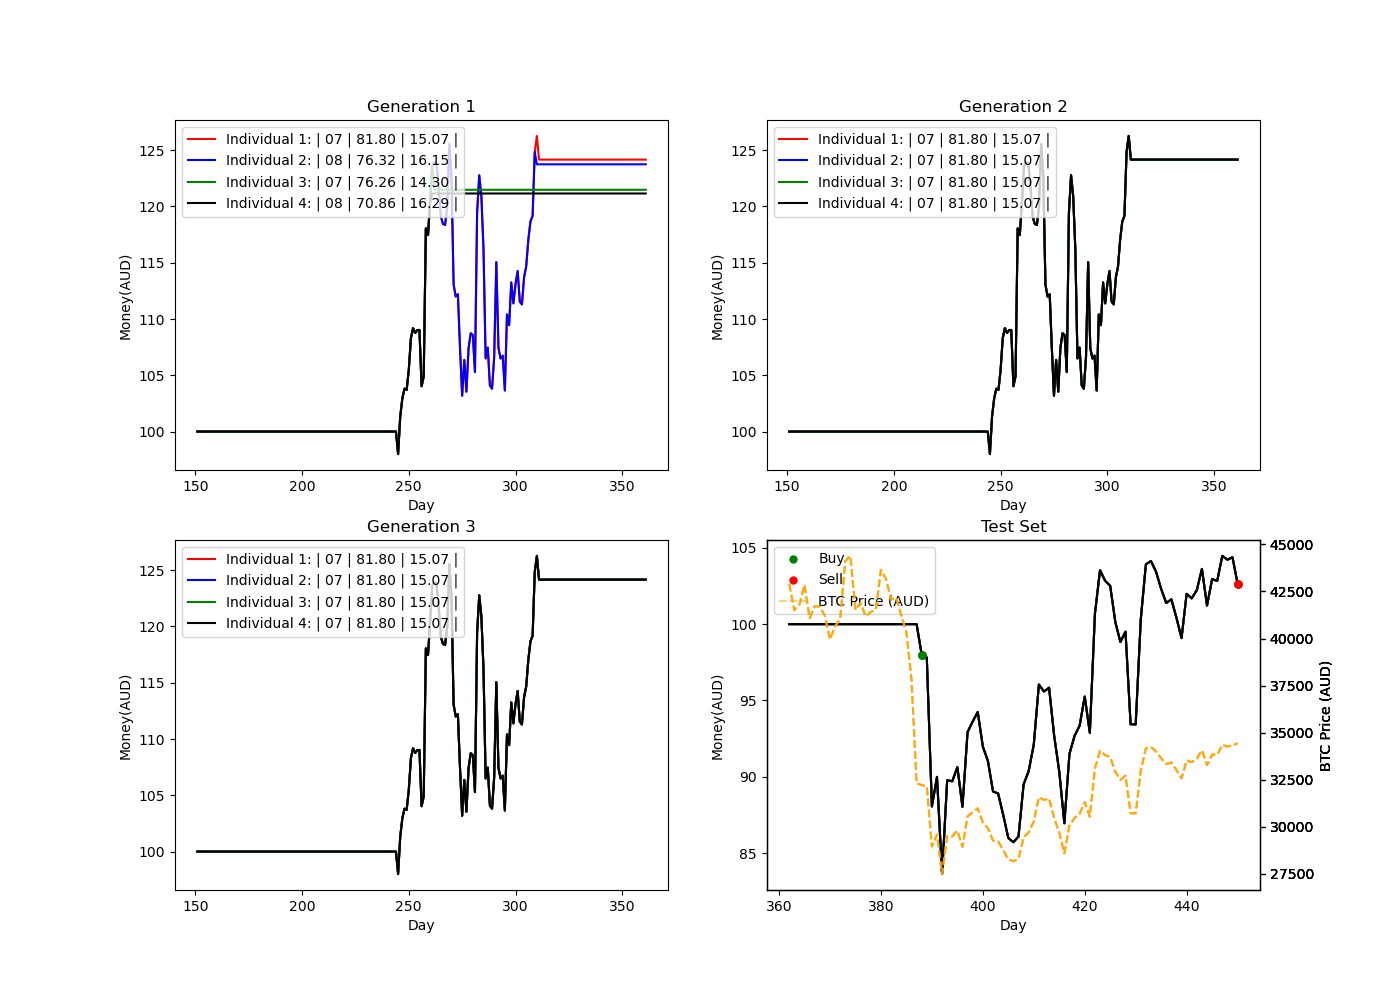 Generation 1
Individual 1: | 07 | 81.80 | 15.07 |
Individual 2: | 08 | 76.32 | 16.15 |
Individual 3: | 07 | 76.26 | 14.30 |
Individual 4: | 08 | 70.86 | 16.29 |
125
120
115
110
105
100
Money(AUD)
150 200 250 300 350
Day
Generation 2
Individual 1: | 07 | 81.80 | 15.07 |
Individual 2: | 07 | 81.80 | 15.07 |
Individual 3: | 07 | 81.80 | 15.07 |
Individual 4: | 07 | 81.80 | 15.07 |
125
120
115
110
105
100
Money(AUD)
150 200 250 300 350
Day
Generation 3
Individual 1: | 07 | 81.80 | 15.07 |
Individual 2: | 07 | 81.80 | 15.07 |
Individual 3: | 07 | 81.80 | 15.07 |
Individual 4: | 07 | 81.80 | 15.07 |
125
120
115
110
105
100
Money(AUD)
150 200 250 300 350
Day
Test Set
Buy
Sell
BTC Price (AUD)
105
100
95
90
85
Money(AUD)
360 380 400 420 440
Day
45000
42500
40000
37500
35000
32500
30000
27500
BTC Price (AUD)